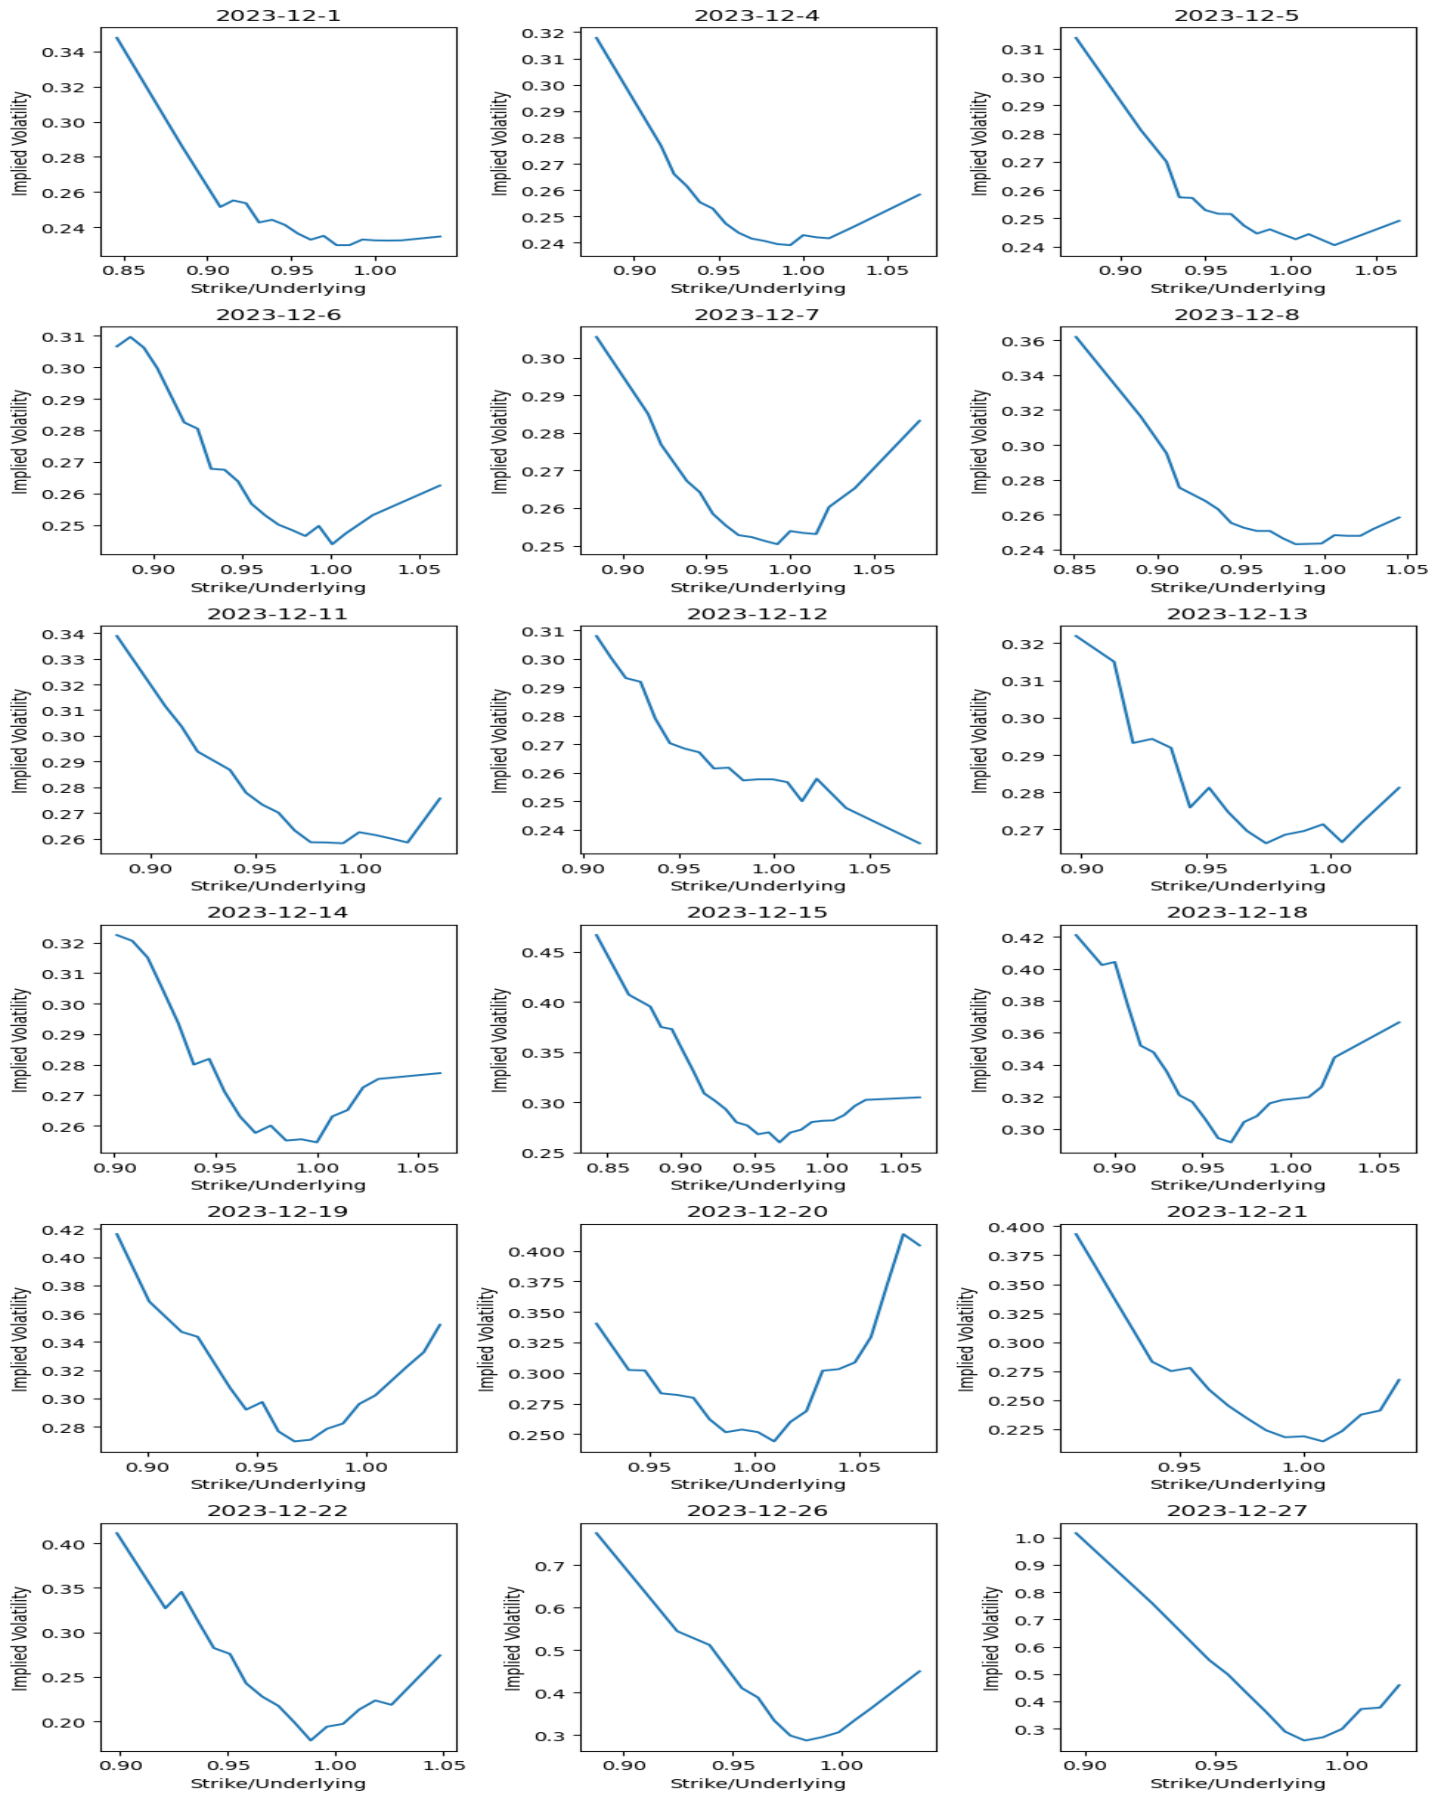 2023-12-1 2023-12-4 2023-12-5
Implied Volatility Implied Volatility Implied Volatility
0.34 0.32 0.30 0.28 0.26 0.24
0.32 0.31 0.30 0.29 0.28 0.27 0.26 0.25 0.24
0.31 0.30 0.29 0.28 0.27 0.26 0.25 0.24
0.85 0.90 0.95 1.00 0.90 0.95 1.00 1.05 0.90 0.95 1.00 1.05
Strike/Underlying Strike/Underlying Strike/Underlying
2023-12-6 2023-12-7 2023-12-8
Implied Volatility Implied Volatility Implied Volatility
0.31 0.30 0.29 0.28 0.27 0.26 0.25
0.30 0.29 0.28 0.27 0.26 0.25
0.36 0.34 0.32 0.30 0.28 0.26 0.24
0.90 0.95 1.00 1.05 0.90 0.95 1.00 1.05 0.85 0.90 0.95 1.00 1.05
Strike/Underlying Strike/Underlying Strike/Underlying
2023-12-11 2023-12-12 2023-12-13
Implied Volatility Implied Volatility Implied Volatility
0.34 0.33 0.32 0.31 0.30 0.29 0.28 0.27 0.26
0.31 0.30 0.29 0.28 0.27 0.26 0.25 0.24
0.32 0.31 0.30 0.29 0.28 0.27
0.90 0.95 1.00 0.90 0.95 1.00 1.05 0.90 0.95 1.00
Strike/Underlying Strike/Underlying Strike/Underlying
2023-12-14 2023-12-15 2023-12-18
Implied Volatility Implied Volatility Implied Volatility
0.32 0.31 0.30 0.29 0.28 0.27 0.26
0.45 0.40 0.35 0.30 0.25
0.42 0.40 0.38 0.36 0.34 0.32 0.30
0.90 0.95 1.00 1.05 0.85 0.90 0.95 1.00 1.05 0.90 0.95 1.00 1.05
Strike/Underlying Strike/Underlying Strike/Underlying
2023-12-19 2023-12-20 2023-12-21
Implied Volatility Implied Volatility Implied Volatility
0.42 0.40 0.38 0.36 0.34 0.32 0.30 0.28
0.400 0.375 0.350 0.325 0.300 0.275 0.250
0.400 0.375 0.350 0.325 0.300 0.275 0.250 0.225
0.90 0.95 1.00 0.95 1.00 1.05 0.95 1.00
Strike/Underlying Strike/Underlying Strike/Underlying
2023-12-22 2023-12-26 2023-12-27
Implied Volatility Implied Volatility Implied Volatility
0.40 0.35 0.30 0.25 0.20
0.7 0.6 0.5 0.4 0.3
1.0 0.9 0.8 0.7 0.6 0.5 0.4 0.3
0.90 0.95 1.00 1.05 0.90 0.95 1.00 0.90 0.95 1.00
Strike/Underlying Strike/Underlying Strike/Underlying